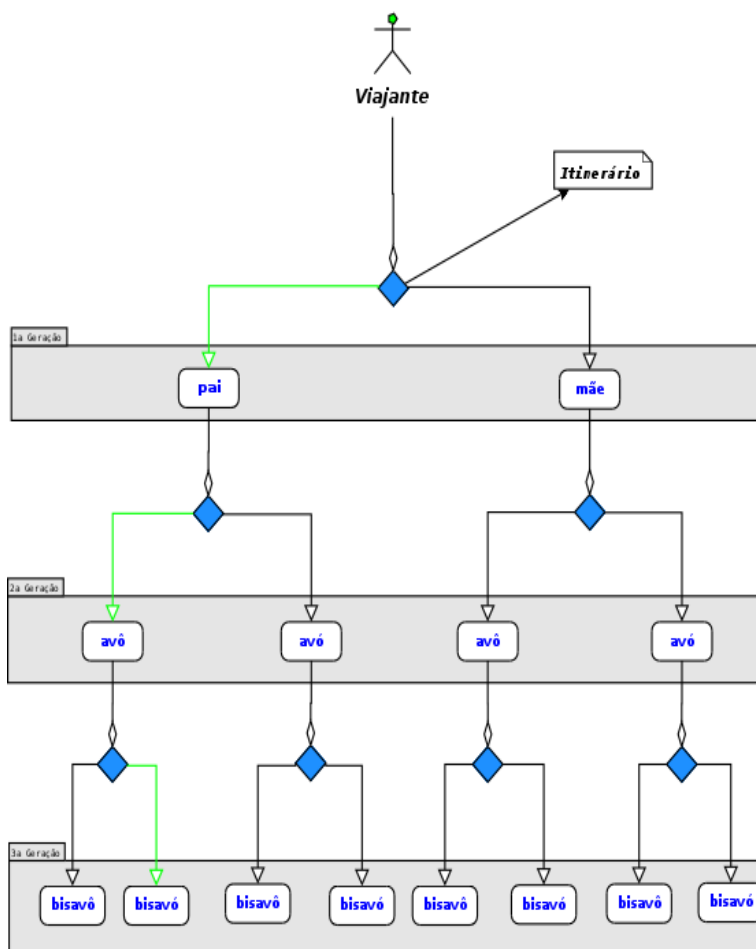 Viajante
Itinerário
1a Geração
pai
mãe
2a Geração
avô
avó
avô
avó
3a Geração
bisavô
bisavó
bisavô
bisavó
bisavô
bisavó
bisavô
bisavó